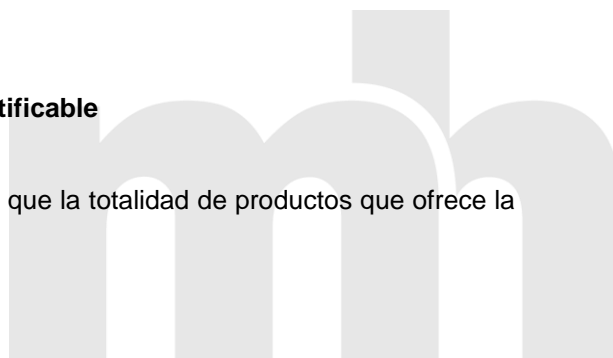 tificable
que la totalidad de productos que ofrece la